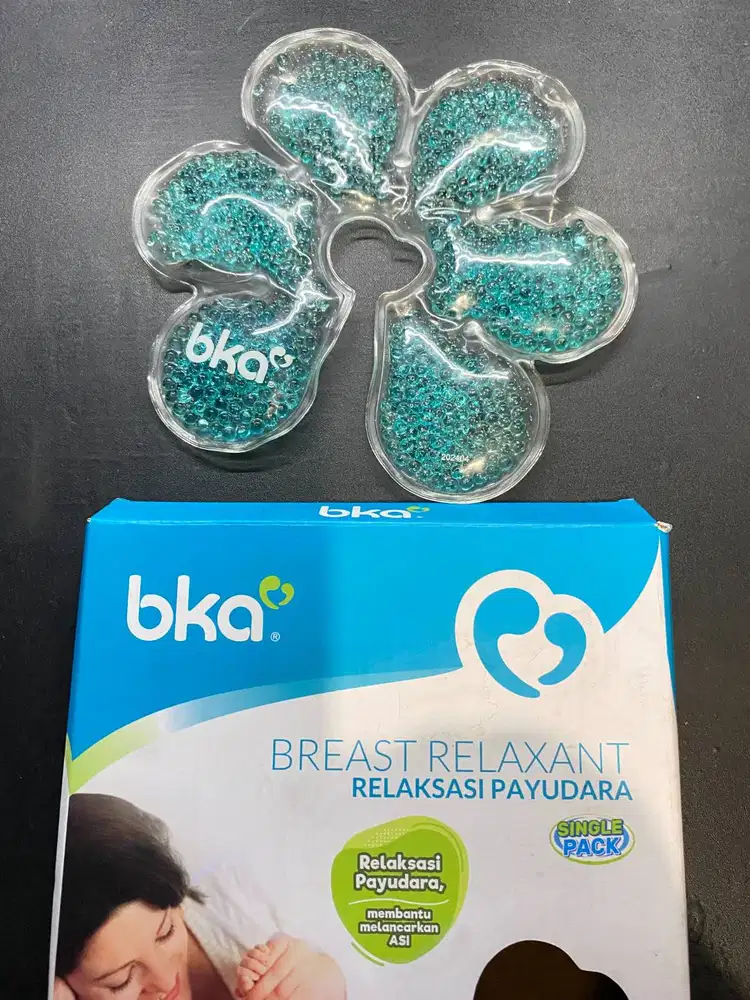 bka
202404
bka
bka®
BREAST RELAXANT
RELAKSASI PAYUDARA
SINGLE
PACK
Relaksasi
Payudara,
membantu
melancarkan
ASI